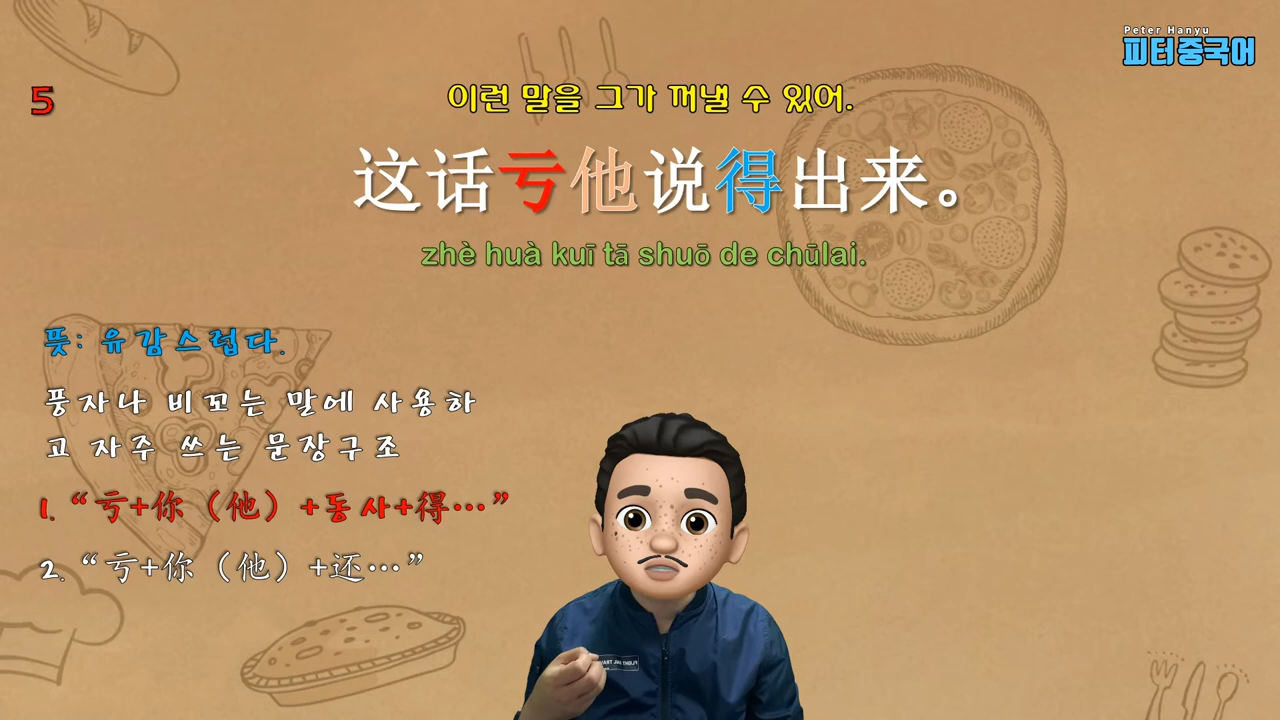 Peter Hanyu
피터중국어
5
이런 말을 그가 꺼낼 수 있어.
这话亏他说得出来。
zhè huà kuī tā shuō de chūlai.
뜻: 유감스럽다.
풍자나 비꼬는 말에 사용하
고 자주 쓰는 문장구조
1. “亏+你（他）+동사+得…”
2. “亏+你（他）+还…”